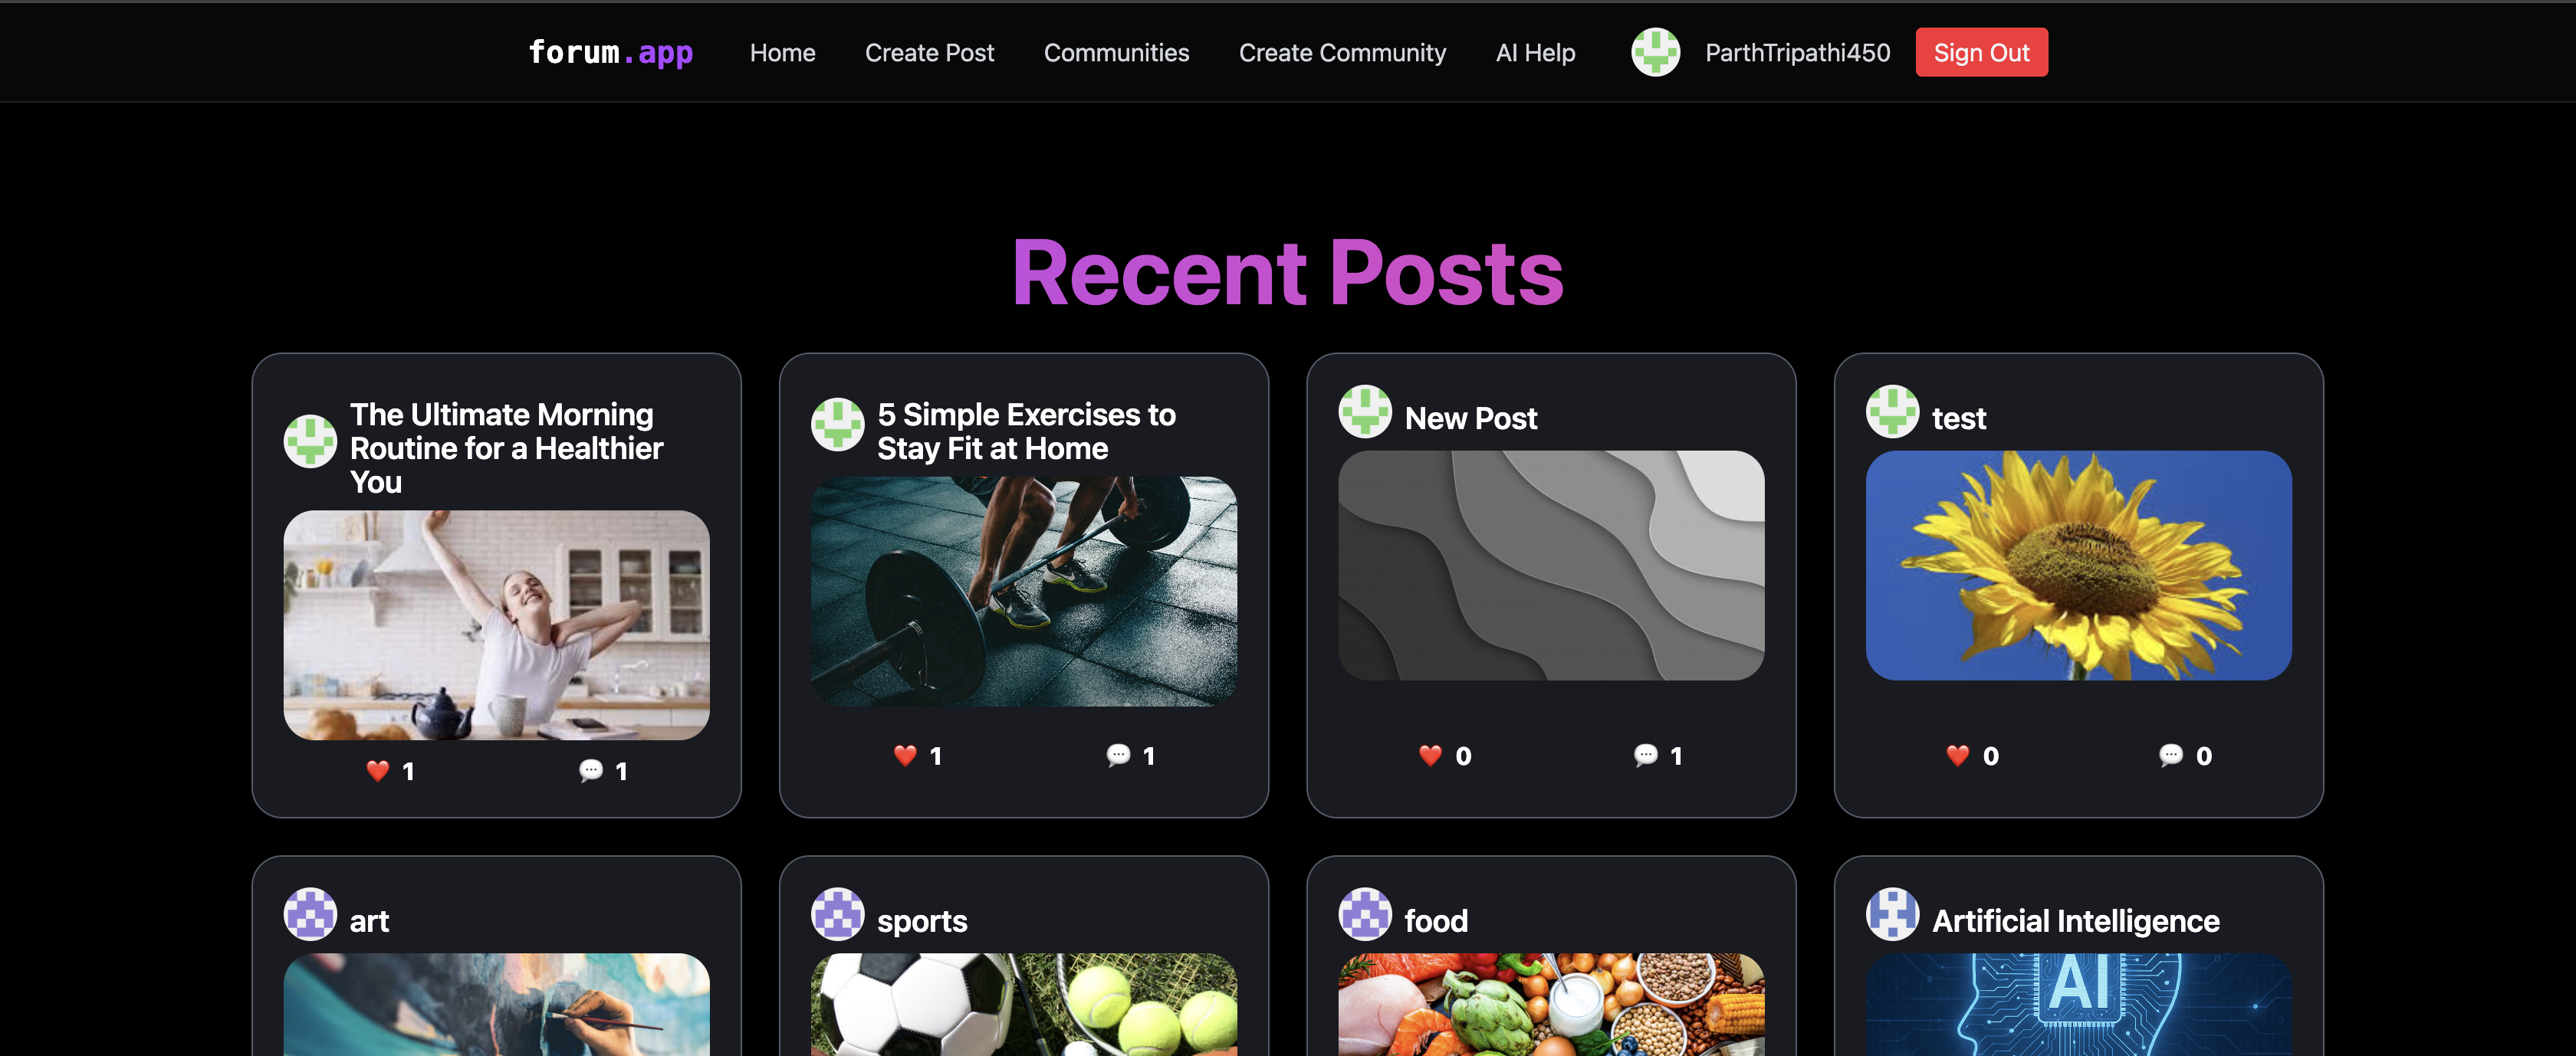 forum.app Home Create Post Communities Create Community AI Help ParthTripathi450 Sign Out
Recent Posts
The Ultimate Morning
Routine for a Healthier
You
❤️ 1 💬 1
5 Simple Exercises to
Stay Fit at Home
❤️ 1 💬 1
New Post
❤️ 0 💬 1
test
❤️ 0 💬 0
art
sports
food
Artificial Intelligence
AI